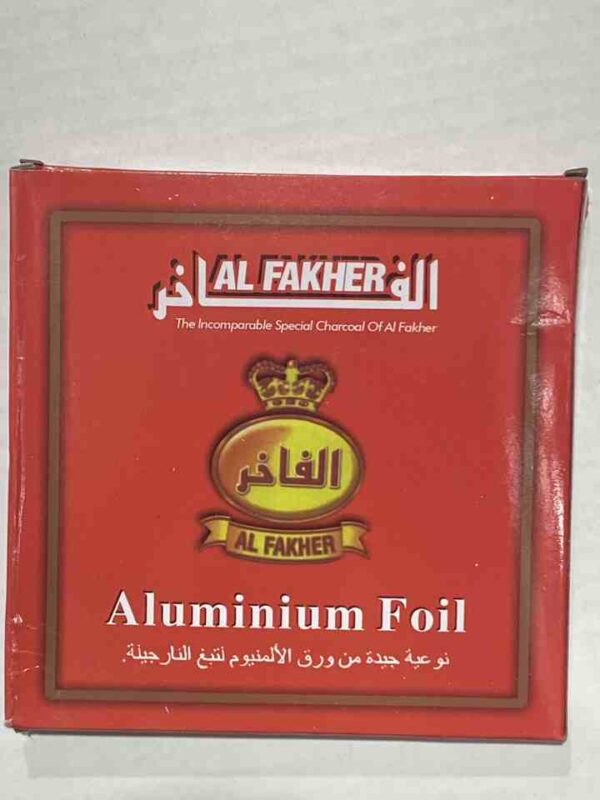 الفاخر
AL FAKHER
The Incomparable Special Charcoal Of Al Fakher
الفاخر
AL FAKHER
Aluminium Foil
نوعية جيدة من ورق الألمنيوم لتبغ النارجيلة.